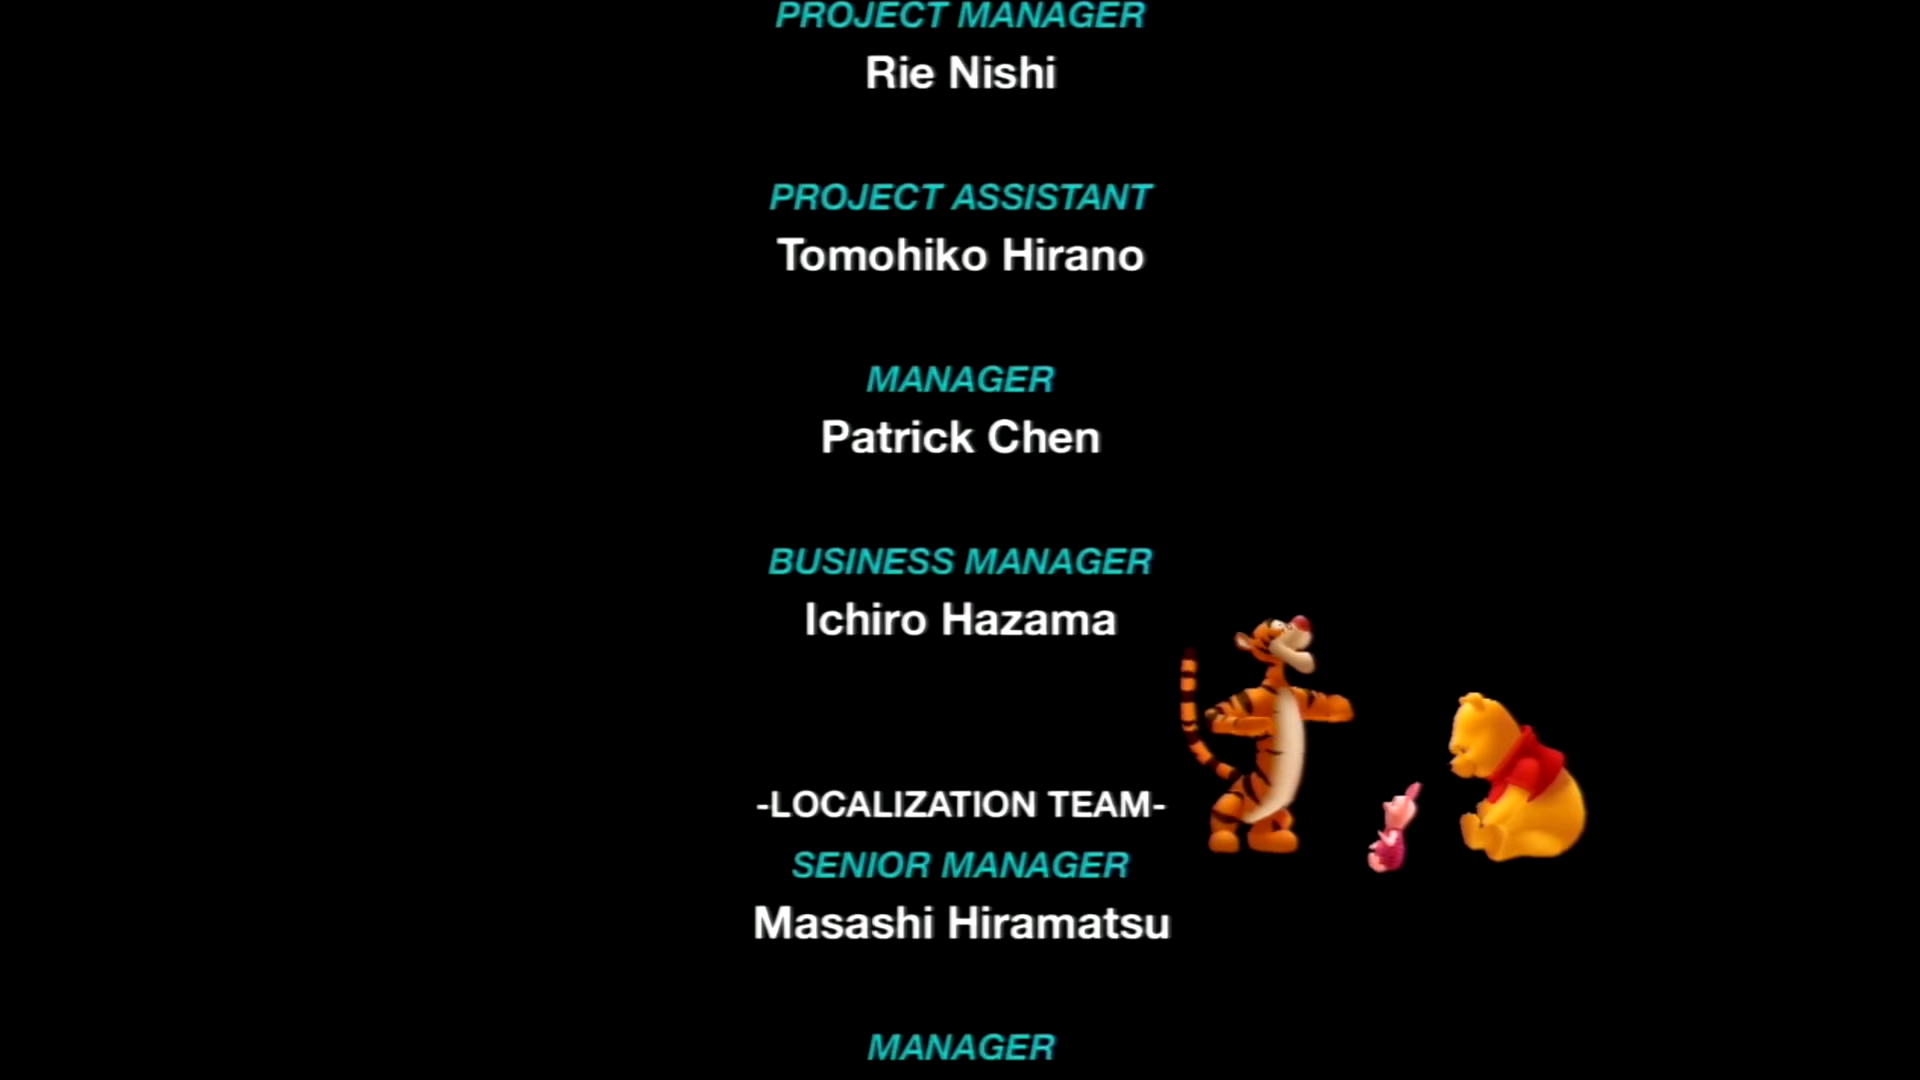 PROJECT MANAGER
Rie Nishi
PROJECT ASSISTANT
Tomohiko Hirano
MANAGER
Patrick Chen
BUSINESS MANAGER
Ichiro Hazama
-LOCALIZATION TEAM-
SENIOR MANAGER
Masashi Hiramatsu
MANAGER